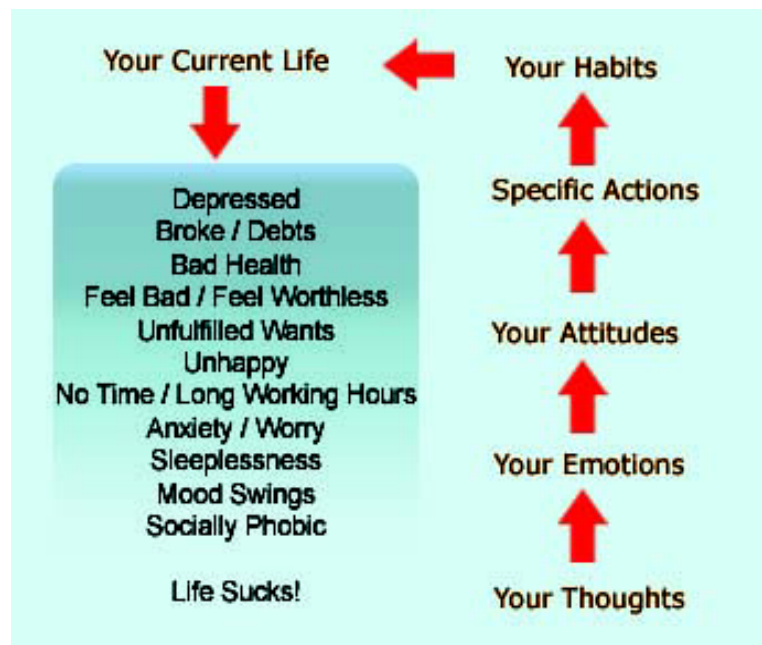 Your Current Life
Depressed
Broke / Debts
Bad Health
Feel Bad / Feel Worthless
Unfulfilled Wants
Unhappy
No Time / Long Working Hours
Anxiety / Worry
Sleeplessness
Mood Swings
Socially Phobic
Life Sucks!
Your Habits
Specific Actions
Your Attitudes
Your Emotions
Your Thoughts